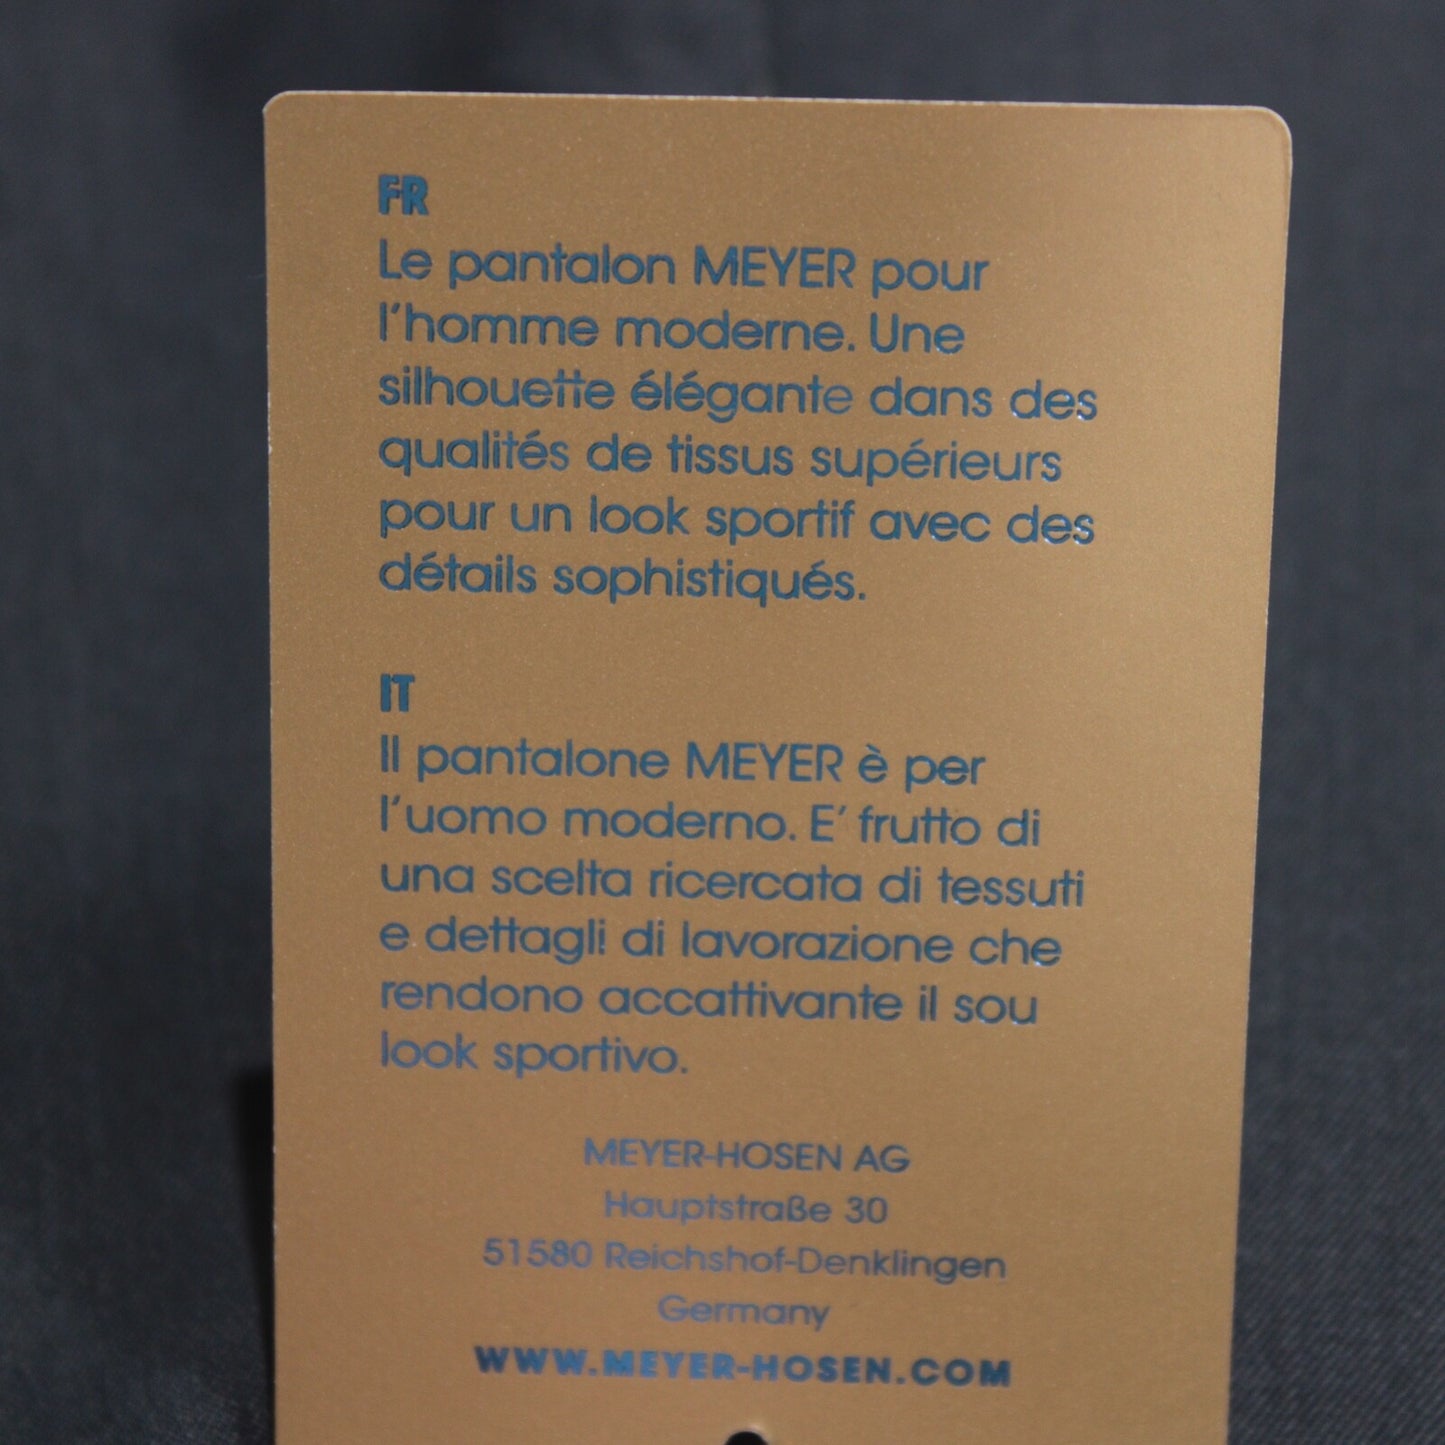 FR
Le pantalon MEYER pour
l'homme moderne. Une
silhouette élégante dans des
qualités de tissus supérieurs
pour un look sportif avec des
détails sophistiqués.
IT
Il pantalone MEYER è per
l'uomo moderno. E' frutto di
una scelta ricercata di tessuti
e dettagli di lavorazione che
rendono accattivante il sou
look sportivo.
MEYER-HOSEN AG
Hauptstraße 30
51580 Reichshof-Denklingen
Germany
WWW.MEYER-HOSEN.COM